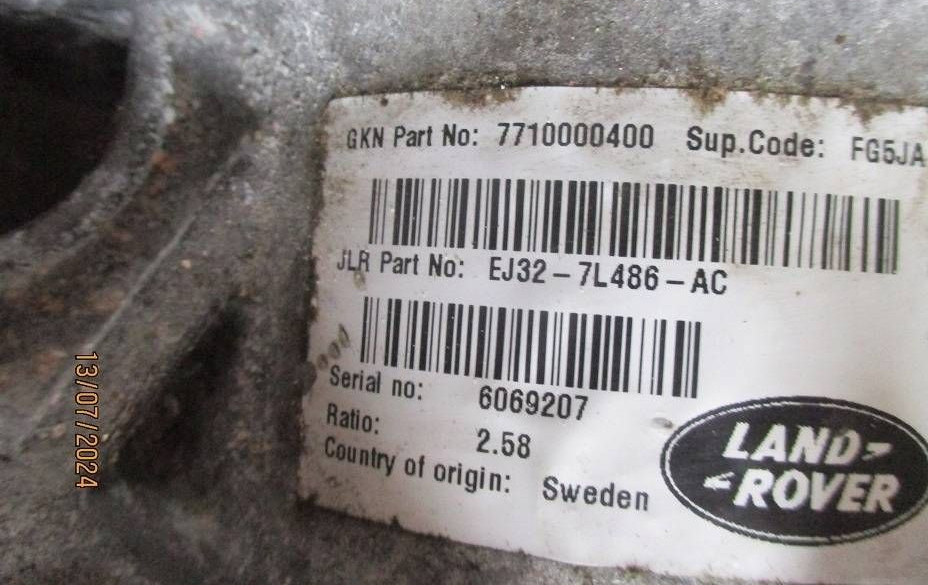 GKN Part No: 7710000400 Sup.Code: FG5JA
JLR Part No: EJ32-7L486-AC
Serial no: 6069207
Ratio: 2.58
Country of origin: Sweden
LAND-
ROVER
13/07/2024